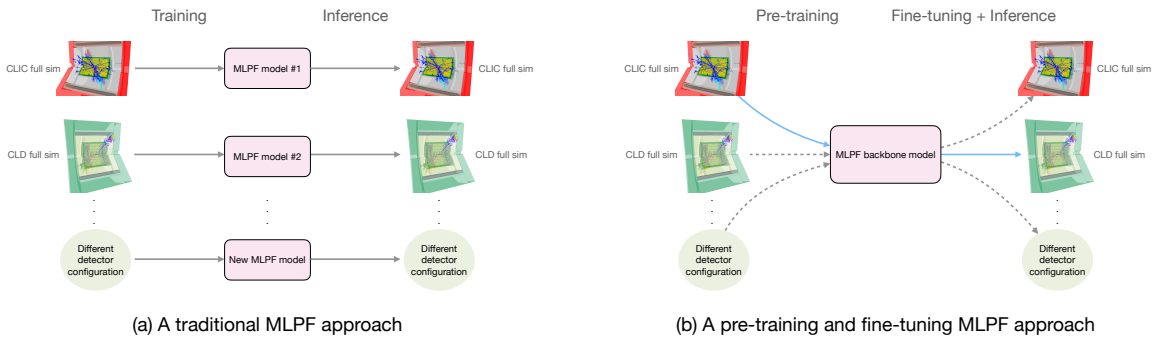 Training
Inference
CLIC full sim
MLPF model #1
CLIC full sim
CLD full sim
MLPF model #2
CLD full sim
Different
detector
configuration
New MLPF model
Different
detector
configuration
(a) A traditional MLPF approach
Pre-training
Fine-tuning + Inference
CLIC full sim
CLIC full sim
CLD full sim
MLPF backbone model
CLD full sim
Different
detector
configuration
Different
detector
configuration
(b) A pre-training and fine-tuning MLPF approach